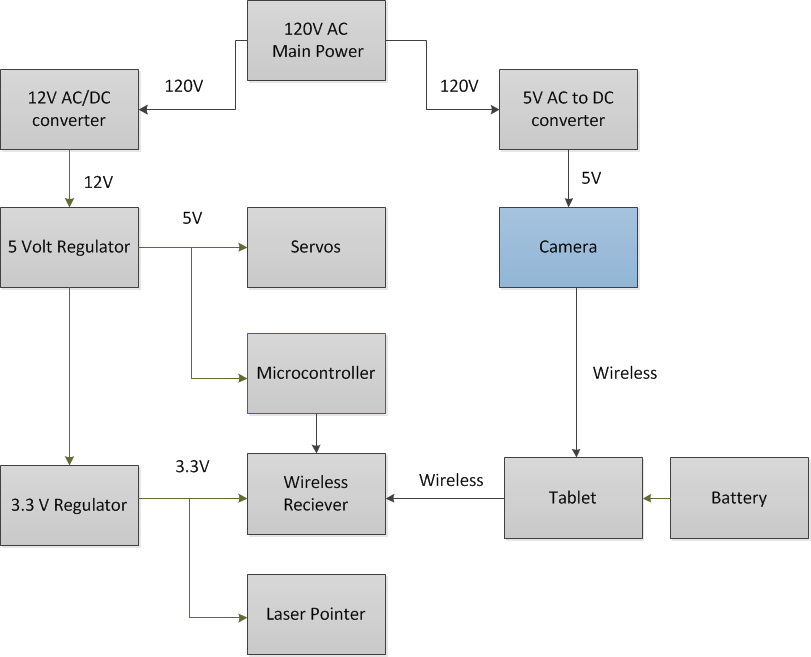 120V AC
Main Power
12V AC/DC
converter
120V
120V
5V AC to DC
converter
12V
5V
5 Volt Regulator
5V
Servos
Camera
Microcontroller
Wireless
3.3 V Regulator
3.3V
Wireless
Reciever
Wireless
Tablet
Battery
Laser Pointer